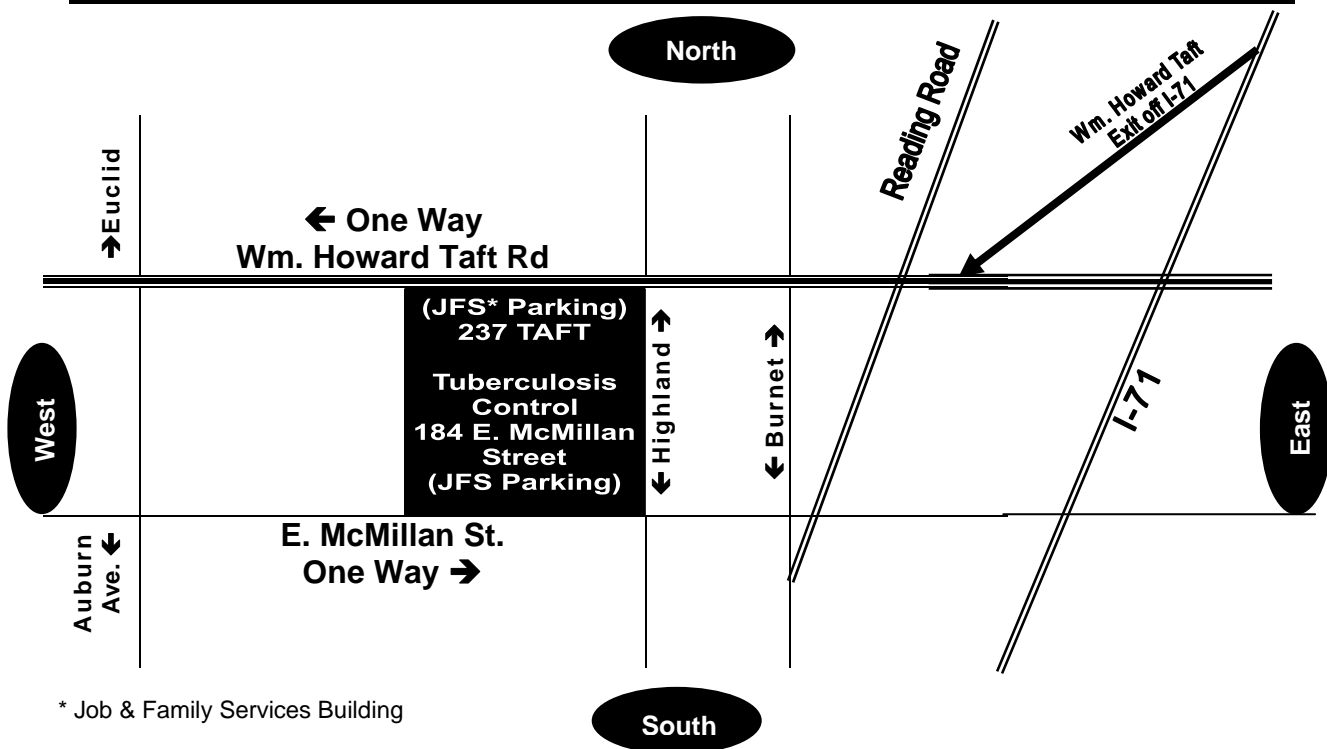 North
Reading Road
Wm. Howard Taft
Exit off I-71
→Euclid
← One Way
Wm. Howard Taft Rd
(JFS* Parking)
237 TAFT
Tuberculosis
Control
184 E. McMillan
Street
(JFS Parking)
← Highland →
← Burnet →
I-71
West
East
Auburn
Ave. ←
E. McMillan St.
One Way →
* Job & Family Services Building
South